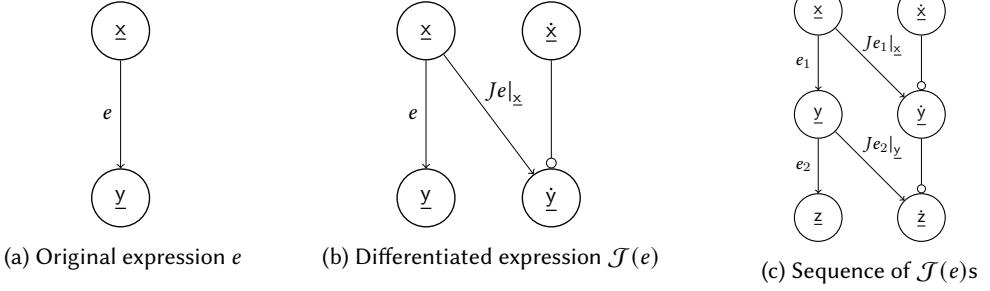 x
e
y
(a) Original expression e
x ẋ
e Je|x
y ẏ
(b) Differentiated expression 𝒥(e)
x ẋ
e₁ Je₁|x
y ẏ
e₂ Je₂|y
z ż
(c) Sequence of 𝒥(e)s